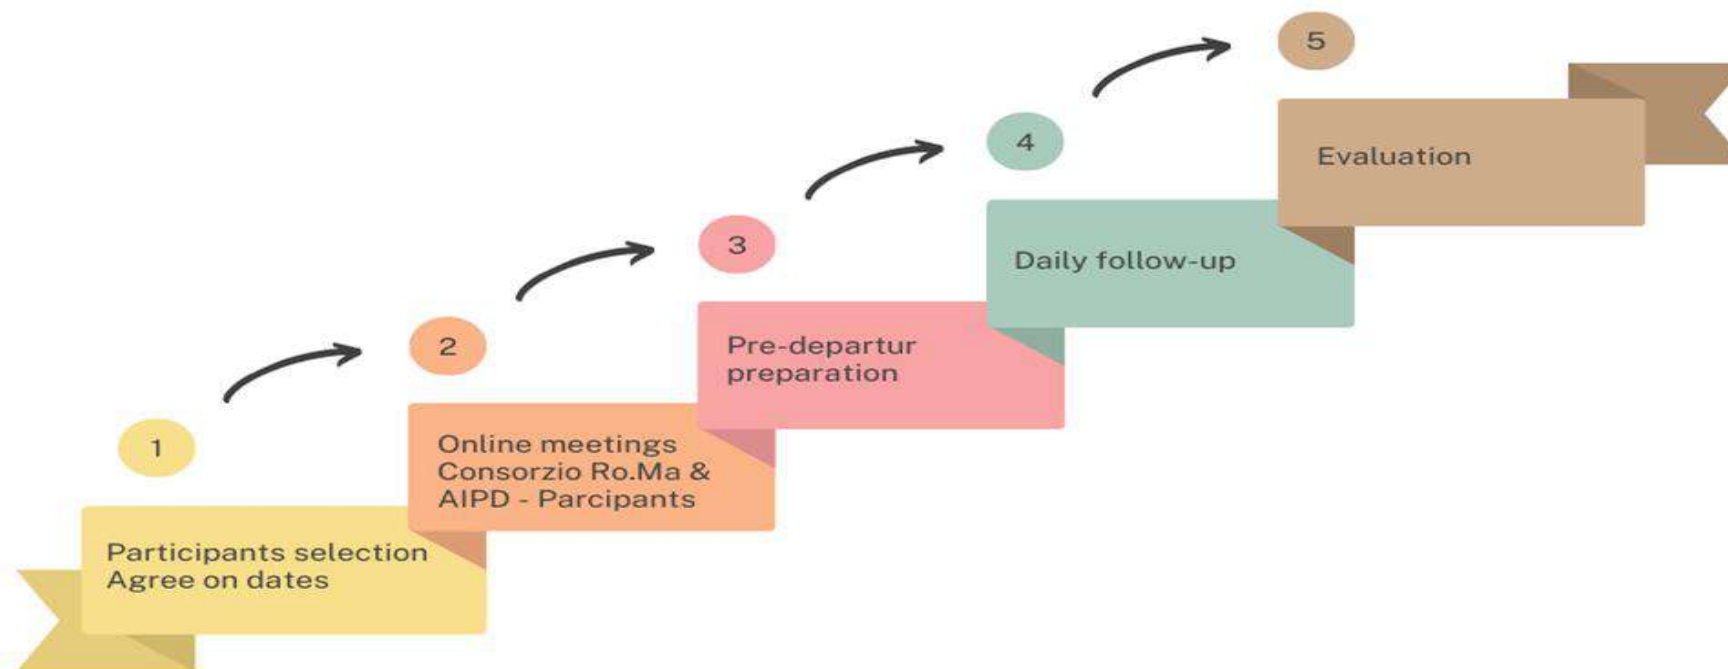 1
Participants selection
Agree on dates
2
Online meetings
Consorzio Ro.Ma &
AIPD - Parcipants
3
Pre-departur
preparation
4
Daily follow-up
5
Evaluation